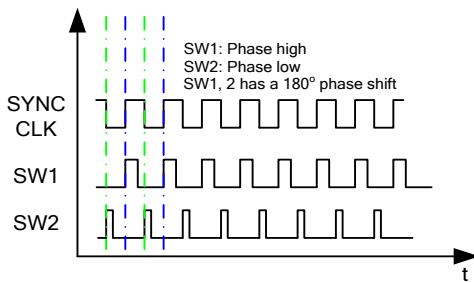 SW1: Phase high
SW2: Phase low
SW1, 2 has a 180° phase shift
SYNC
CLK
SW1
SW2
t